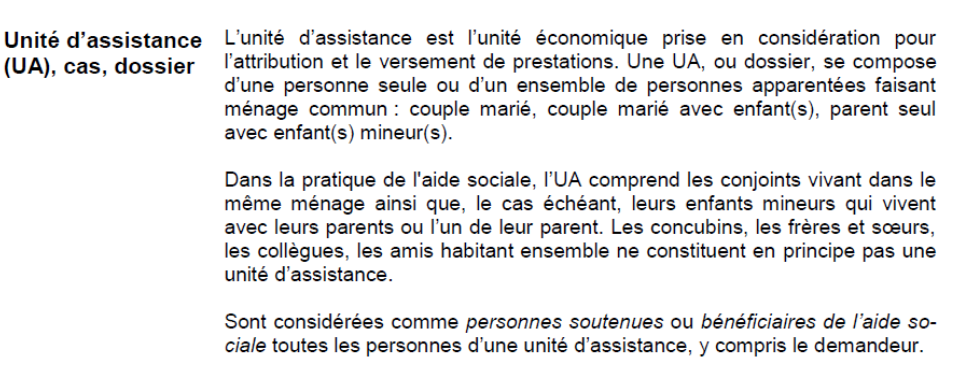 Unité d'assistance
(UA), cas, dossier
L'unité d'assistance est l'unité économique prise en considération pour
l'attribution et le versement de prestations. Une UA, ou dossier, se compose
d'une personne seule ou d'un ensemble de personnes apparentées faisant
ménage commun : couple marié, couple marié avec enfant(s), parent seul
avec enfant(s) mineur(s).
Dans la pratique de l'aide sociale, l'UA comprend les conjoints vivant dans le
même ménage ainsi que, le cas échéant, leurs enfants mineurs qui vivent
avec leurs parents ou l'un de leur parent. Les concubins, les frères et sœurs,
les collègues, les amis habitant ensemble ne constituent en principe pas une
unité d'assistance.
Sont considérées comme personnes soutenues ou bénéficiaires de l'aide so-
ciale toutes les personnes d'une unité d'assistance, y compris le demandeur.